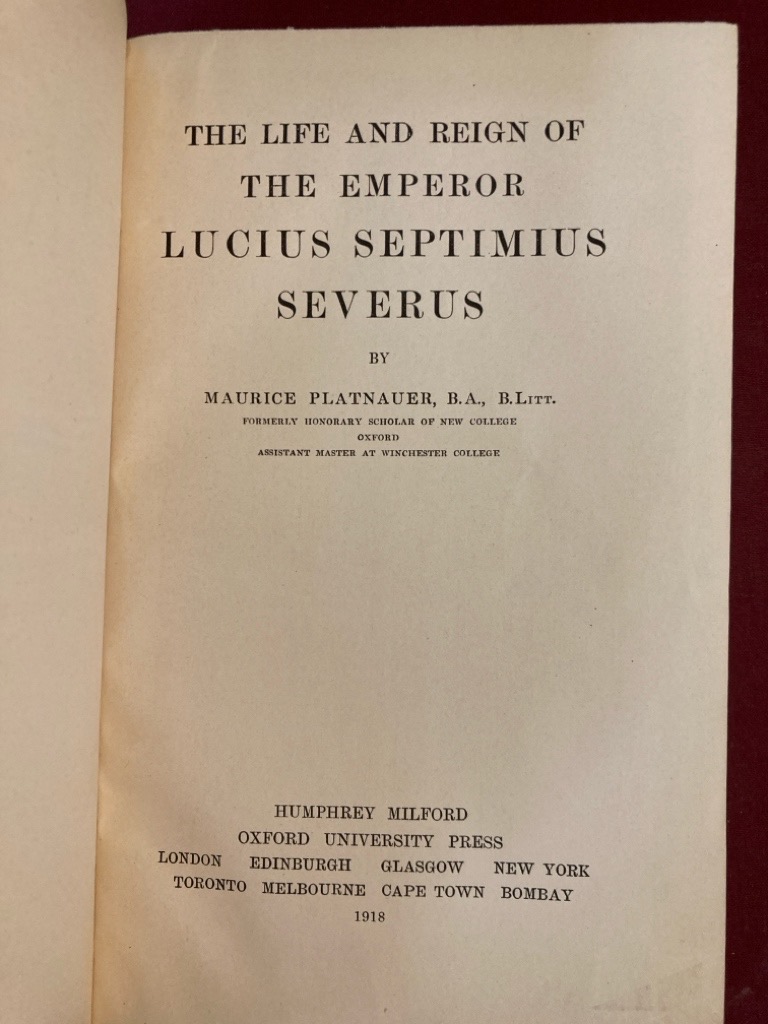 THE LIFE AND REIGN OF
THE EMPEROR
LUCIUS SEPTIMIUS
SEVERUS
BY
MAURICE PLATNAUER, B.A., B.LITT.
FORMERLY HONORARY SCHOLAR OF NEW COLLEGE
OXFORD
ASSISTANT MASTER AT WINCHESTER COLLEGE
HUMPHREY MILFORD
OXFORD UNIVERSITY PRESS
LONDON EDINBURGH GLASGOW NEW YORK
TORONTO MELBOURNE CAPE TOWN BOMBAY
1918